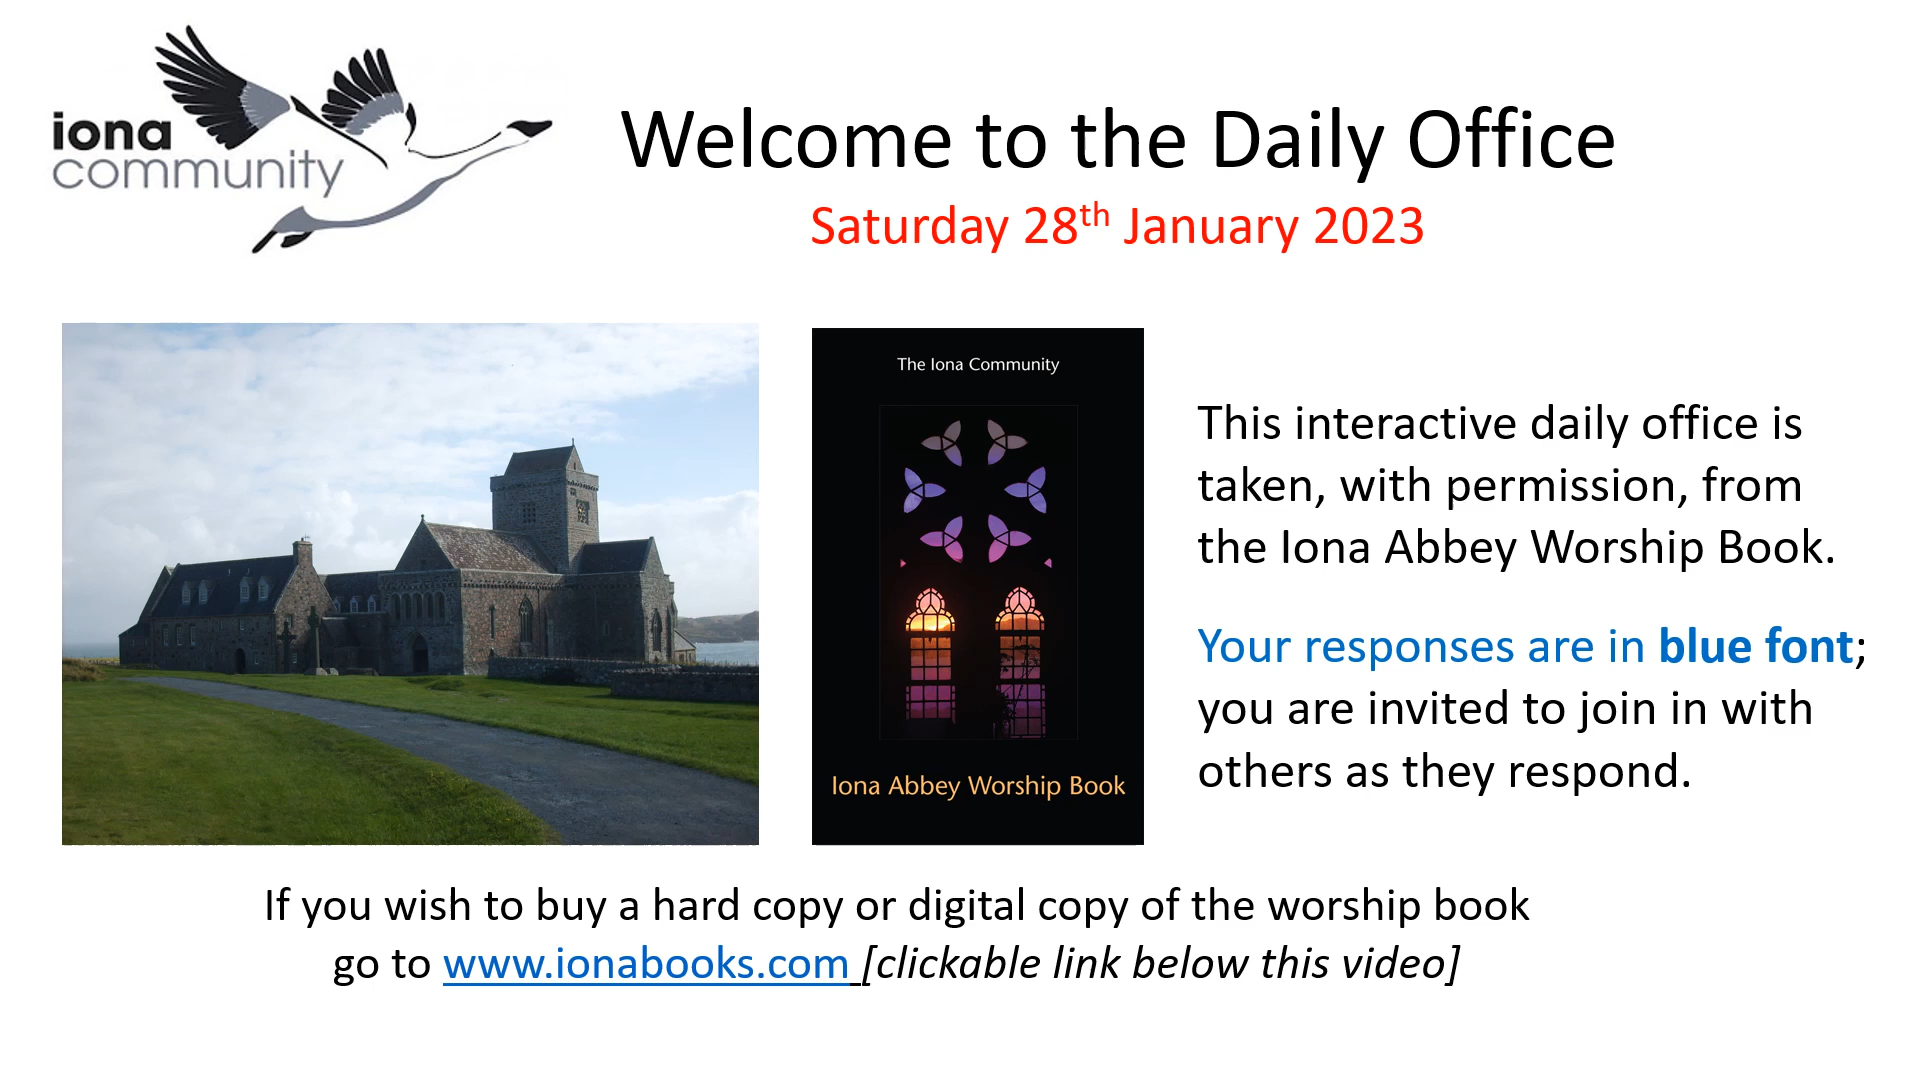 iona
community
Welcome to the Daily Office
Saturday 28th January 2023
The Iona Community
Iona Abbey Worship Book
This interactive daily office is
taken, with permission, from
the Iona Abbey Worship Book.
Your responses are in blue font;
you are invited to join in with
others as they respond.
If you wish to buy a hard copy or digital copy of the worship book
go to www.ionabooks.com [clickable link below this video]